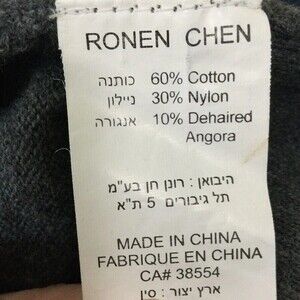 RONEN CHEN
כותנה 60% Cotton
ניילון 30% Nylon
אנגורה 10% Dehaired
Angora
היבואן : רונן חן בע"מ
תל גיבורים 5 ת"א
MADE IN CHINA
FABRIQUE EN CHINA
CA# 38554
ארץ יצור : סין